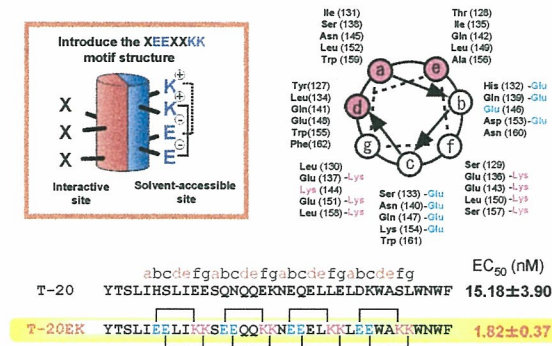 Introduce the XEEXXKK
motif structure
X
X
X
K
K
E
E
+
+
-
-
Interactive
site
Solvent-accessible
site
Ile (131)
Ser (138)
Asn (145)
Leu (152)
Trp (159)
Thr (128)
Ile (135)
Gln (142)
Leu (149)
Ala (156)
Tyr(127)
Leu(134)
Gln(141)
Glu(148)
Trp(155)
Phe(162)
a
e
d
b
g
f
c
His (132) -Glu
Gln (139) -Glu
Glu (146)
Asp (153)-Glu
Asn (160)
Leu (130)
Glu (137)-Lys
Lys (144)
Glu (151)-Lys
Leu (158)-Lys
Ser (133)-Glu
Asn (140)-Glu
Gln (147)-Glu
Lys (154)-Glu
Trp (161)
Ser (129)
Glu (136)-Lys
Glu (143)-Lys
Leu (150)-Lys
Ser (157)-Lys
EC50 (nM)
abcdefgabcdefgabcdefgabcdefg
T-20 YTSLIHSLIEESQNQQEKNEQELLELDKWASLWNWF 15.18±3.90
T-20EK YTSLIEELIKKSEEQQKKNEEELKKLEEWAKKWNWF 1.82±0.37